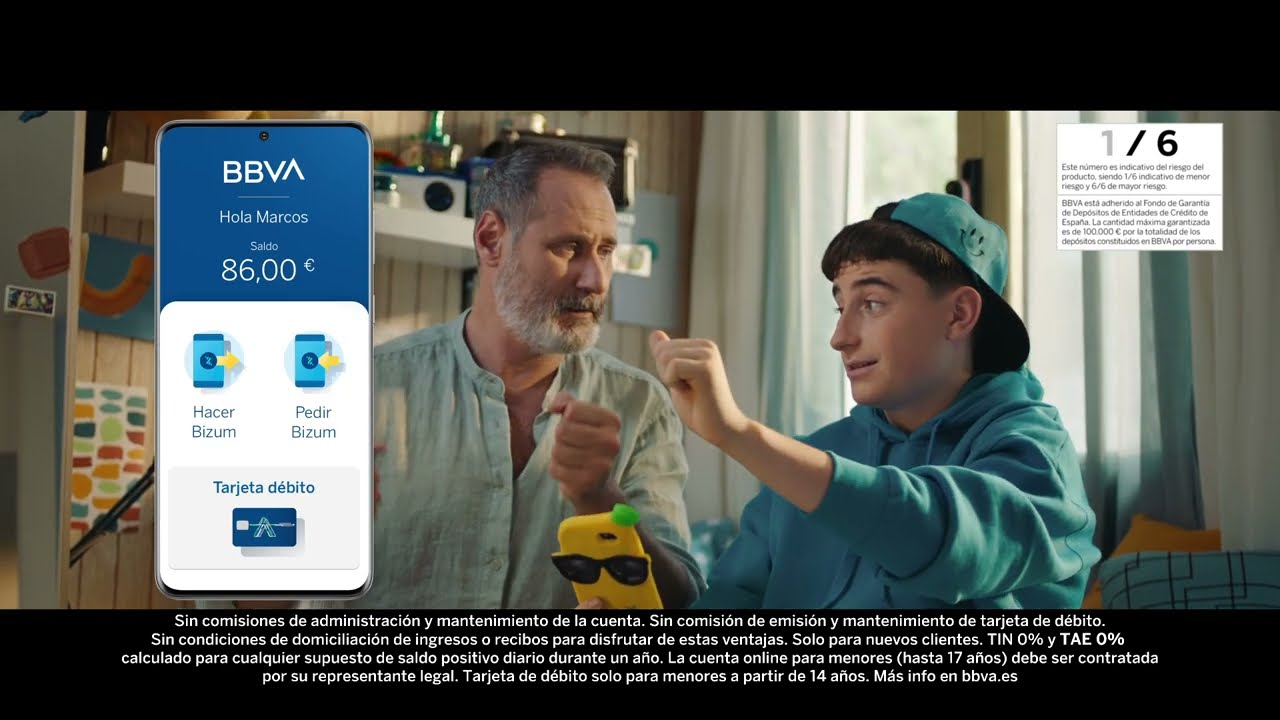 BBVA
Hola Marcos
Saldo
86,00 €
Hacer
Bizum
Pedir
Bizum
Tarjeta débito
1 / 6
Este número es indicativo del riesgo del
producto, siendo 1/6 indicativo de menor
riesgo y 6/6 de mayor riesgo.
BBVA está adherido al Fondo de Garantía
de Depósitos de Entidades de Crédito de
España. La cantidad máxima garantizada
es de 100.000 € por la totalidad de los
depósitos constituidos en BBVA por persona.
Sin comisiones de administración y mantenimiento de la cuenta. Sin comisión de emisión y mantenimiento de tarjeta de débito.
Sin condiciones de domiciliación de ingresos o recibos para disfrutar de estas ventajas. Solo para nuevos clientes. TIN 0% y TAE 0%
calculado para cualquier supuesto de saldo positivo diario durante un año. La cuenta online para menores (hasta 17 años) debe ser contratada
por su representante legal. Tarjeta de débito solo para menores a partir de 14 años. Más info en bbva.es